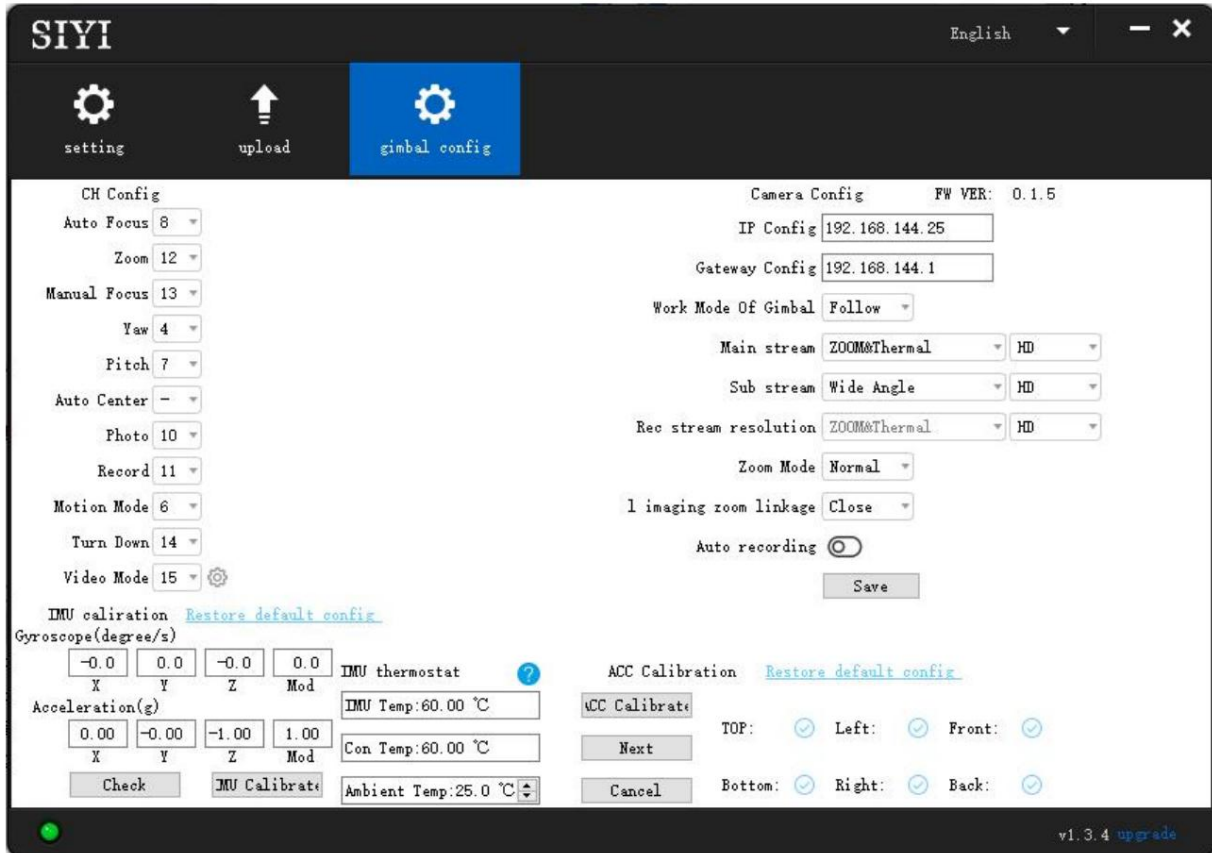 SIYI
English
setting
upload
gimbal config
CH Config
Auto Focus 8
Zoom 12
Manual Focus 13
Yaw 4
Pitch 7
Auto Center -
Photo 10
Record 11
Motion Mode 6
Turn Down 14
Video Mode 15
Camera Config FW VER: 0.1.5
IP Config 192.168.144.25
Gateway Config 192.168.144.1
Work Mode Of Gimbal Follow
Main stream ZOOM&Thermal HD
Sub stream Wide Angle HD
Rec stream resolution ZOOM&Thermal HD
Zoom Mode Normal
l imaging zoom linkage Close
Auto recording
Save
IMU caliration Restore default config
Gyroscope(degree/s)
-0.0 0.0 -0.0 0.0
X Y Z Mod
Acceleration(g)
0.00 -0.00 -1.00 1.00
X Y Z Mod
Check IMU Calibrate
IMU thermostat ?
IMU Temp:60.00 ℃
Con Temp:60.00 ℃
Ambient Temp:25.0 ℃
ACC Calibration Restore default config
ACC Calibrate
Next
Cancel
TOP: Left: Front:
Bottom: Right: Back:
v1.3.4 upgrade